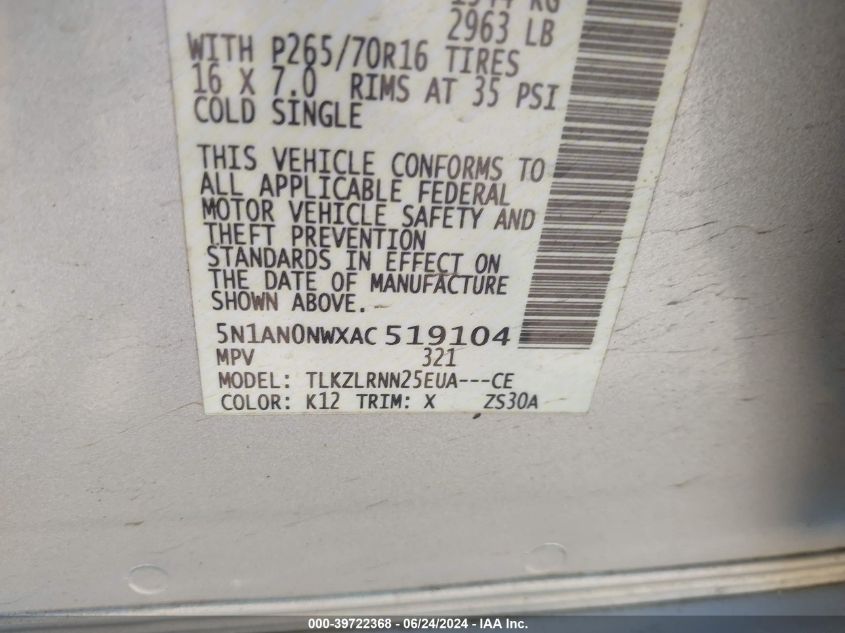 2963 LB
WITH P265/70R16 TIRES
16 X 7.0 RIMS AT 35 PSI
COLD SINGLE
THIS VEHICLE CONFORMS TO
ALL APPLICABLE FEDERAL
MOTOR VEHICLE SAFETY AND
THEFT PREVENTION
STANDARDS IN EFFECT ON
THE DATE OF MANUFACTURE
SHOWN ABOVE.
5N1AN0NWXAC519104
MPV 321
MODEL: TLKZLRNN25EUA---CE
COLOR: K12 TRIM: X ZS30A
000-39722368 - 06/24/2024 - IAA Inc.